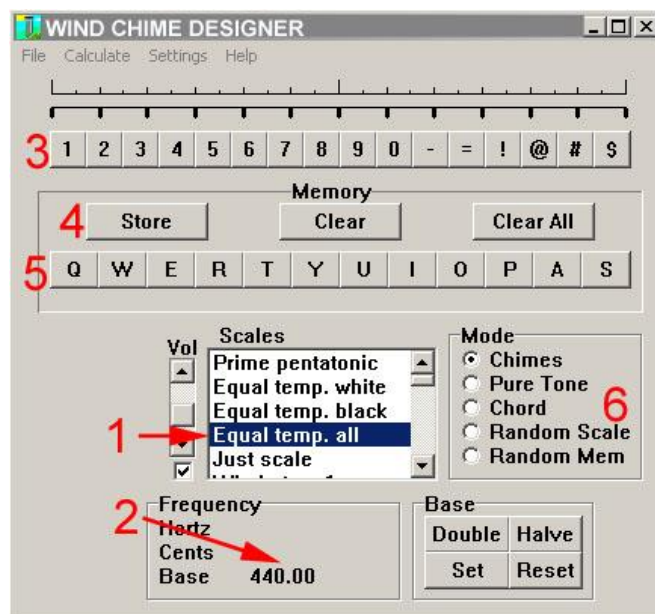 WIND CHIME DESIGNER
File Calculate Settings Help
3 1 2 3 4 5 6 7 8 9 0 - = ! @ # $
Memory
4 Store Clear Clear All
5 Q W E R T Y U I O P A S
Vol Scales Mode
Prime pentatonic Chimes
Equal temp. white Pure Tone
Equal temp. black Chord 6
1 Equal temp. all Random Scale
Just scale Random Mem
Frequency Base
2 Hertz Double Halve
Cents
Base 440.00 Set Reset